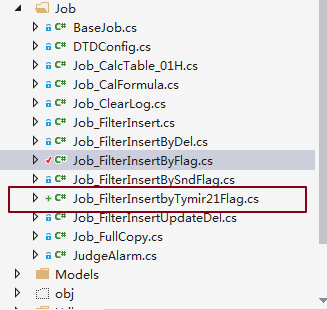 Job
C# BaseJob.cs
C# DTDConfig.cs
C# Job_CalcTable_01H.cs
C# Job_CalFormula.cs
C# Job_ClearLog.cs
C# Job_FilterInsert.cs
C# Job_FilterInsertByDel.cs
C# Job_FilterInsertByFlag.cs
C# Job_FilterInsertBySndFlag.cs
C# Job_FilterInsertbyTymir21Flag.cs
C# Job_FilterInsertUpdateDel.cs
C# Job_FullCopy.cs
C# JudgeAlarm.cs
Models
obj